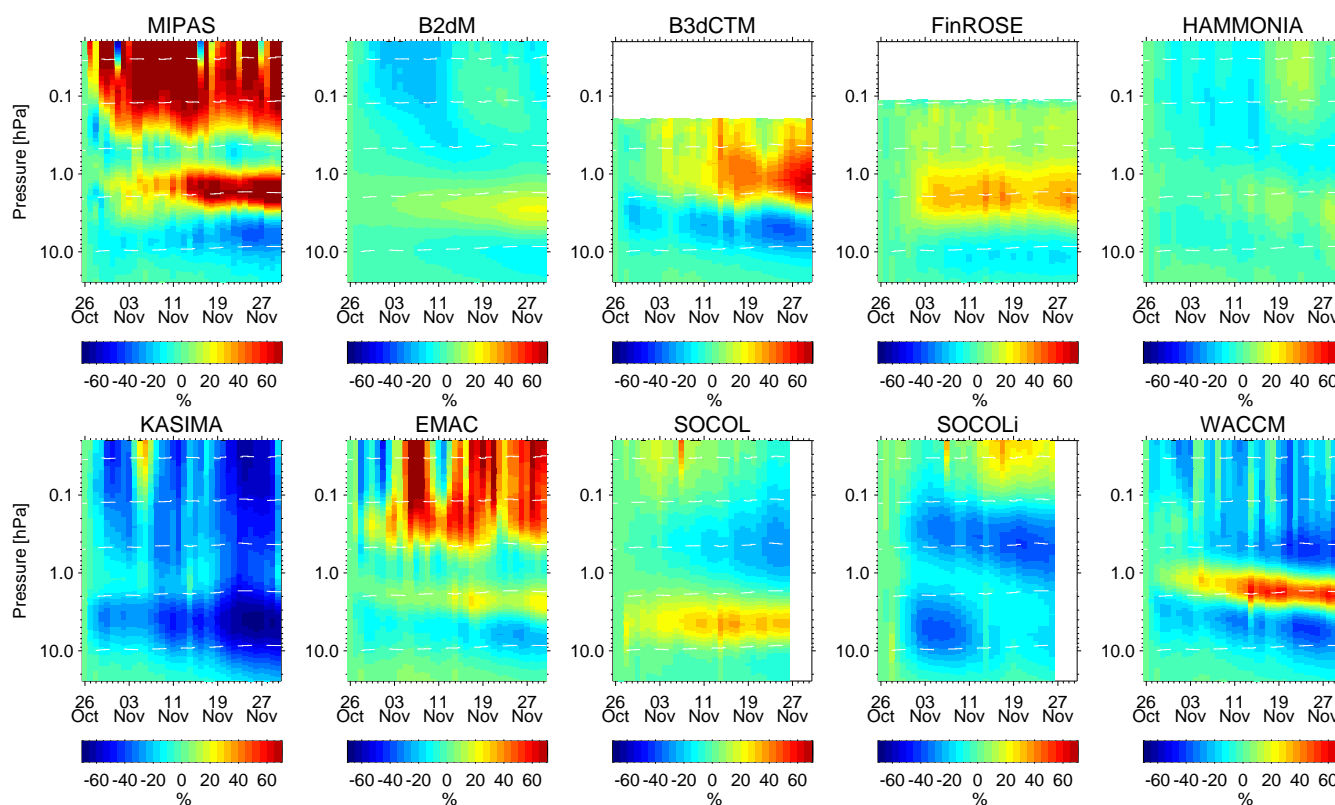 MIPAS B2dM B3dCTM FinROSE HAMMONIA
Pressure [hPa]
0.1 0.1 0.1 0.1 0.1
1.0 1.0 1.0 1.0 1.0
10.0 10.0 10.0 10.0 10.0
26 03 11 19 27 26 03 11 19 27 26 03 11 19 27 26 03 11 19 27 26 03 11 19 27
Oct Nov Nov Nov Nov Oct Nov Nov Nov Nov Oct Nov Nov Nov Nov Oct Nov Nov Nov Nov Oct Nov Nov Nov Nov
-60 -40 -20 0 20 40 60 -60 -40 -20 0 20 40 60 -60 -40 -20 0 20 40 60 -60 -40 -20 0 20 40 60 -60 -40 -20 0 20 40 60
% % % % %
KASIMA EMAC SOCOL SOCOLi WACCM
Pressure [hPa]
0.1 0.1 0.1 0.1 0.1
1.0 1.0 1.0 1.0 1.0
10.0 10.0 10.0 10.0 10.0
26 03 11 19 27 26 03 11 19 27 26 03 11 19 27 26 03 11 19 27 26 03 11 19 27
Oct Nov Nov Nov Nov Oct Nov Nov Nov Nov Oct Nov Nov Nov Nov Oct Nov Nov Nov Nov Oct Nov Nov Nov Nov
-60 -40 -20 0 20 40 60 -60 -40 -20 0 20 40 60 -60 -40 -20 0 20 40 60 -60 -40 -20 0 20 40 60 -60 -40 -20 0 20 40 60
% % % % %